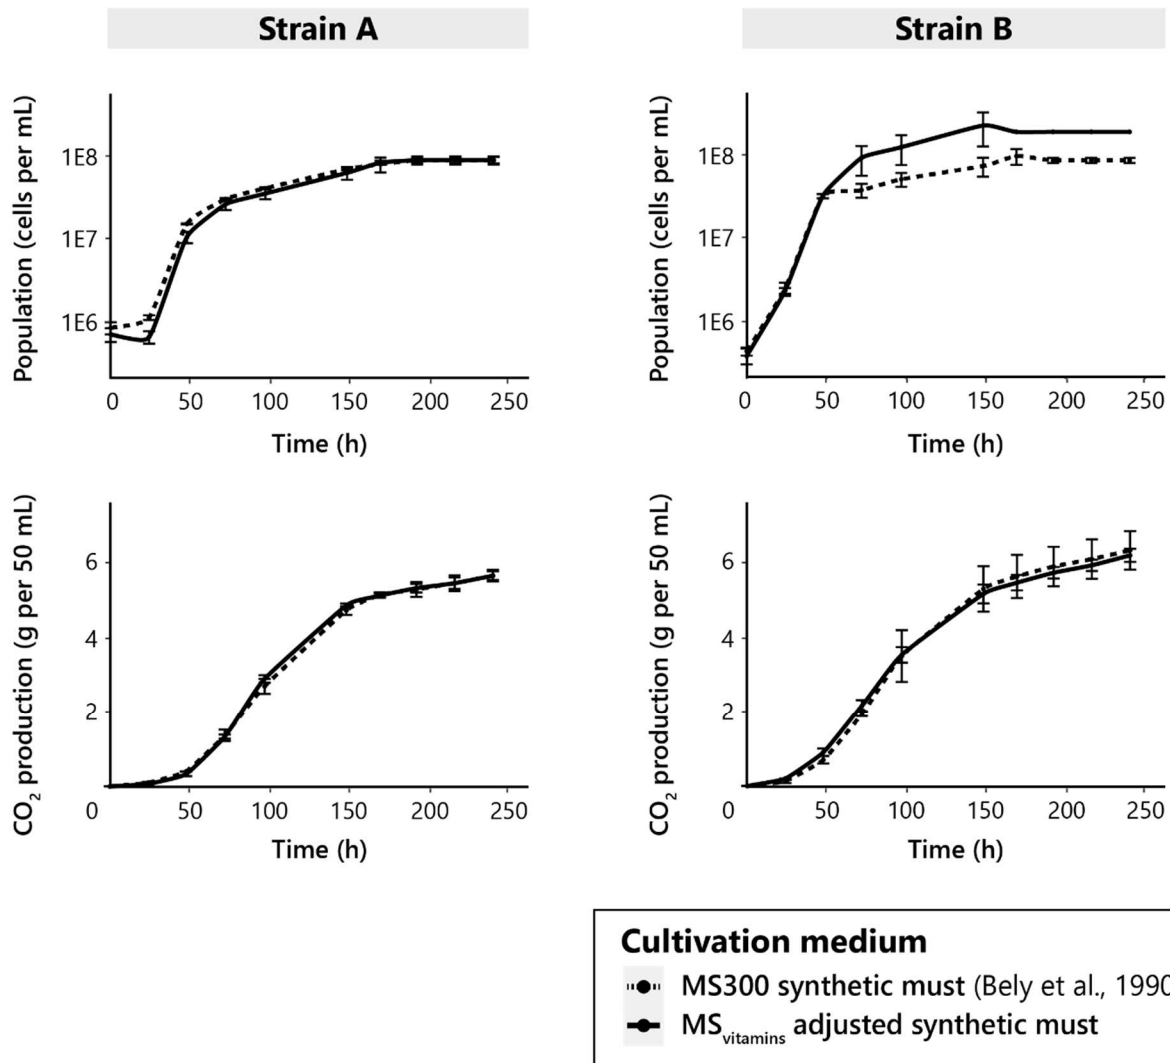 Strain A
Strain B
Population (cells per mL)
1E8
1E7
1E6
0 50 100 150 200 250
Time (h)
Population (cells per mL)
1E8
1E7
1E6
0 50 100 150 200 250
Time (h)
CO₂ production (g per 50 mL)
6
4
2
0 50 100 150 200 250
Time (h)
CO₂ production (g per 50 mL)
6
4
2
0 50 100 150 200 250
Time (h)
Cultivation medium
MS300 synthetic must (Bely et al., 1990
MSvitamins adjusted synthetic must